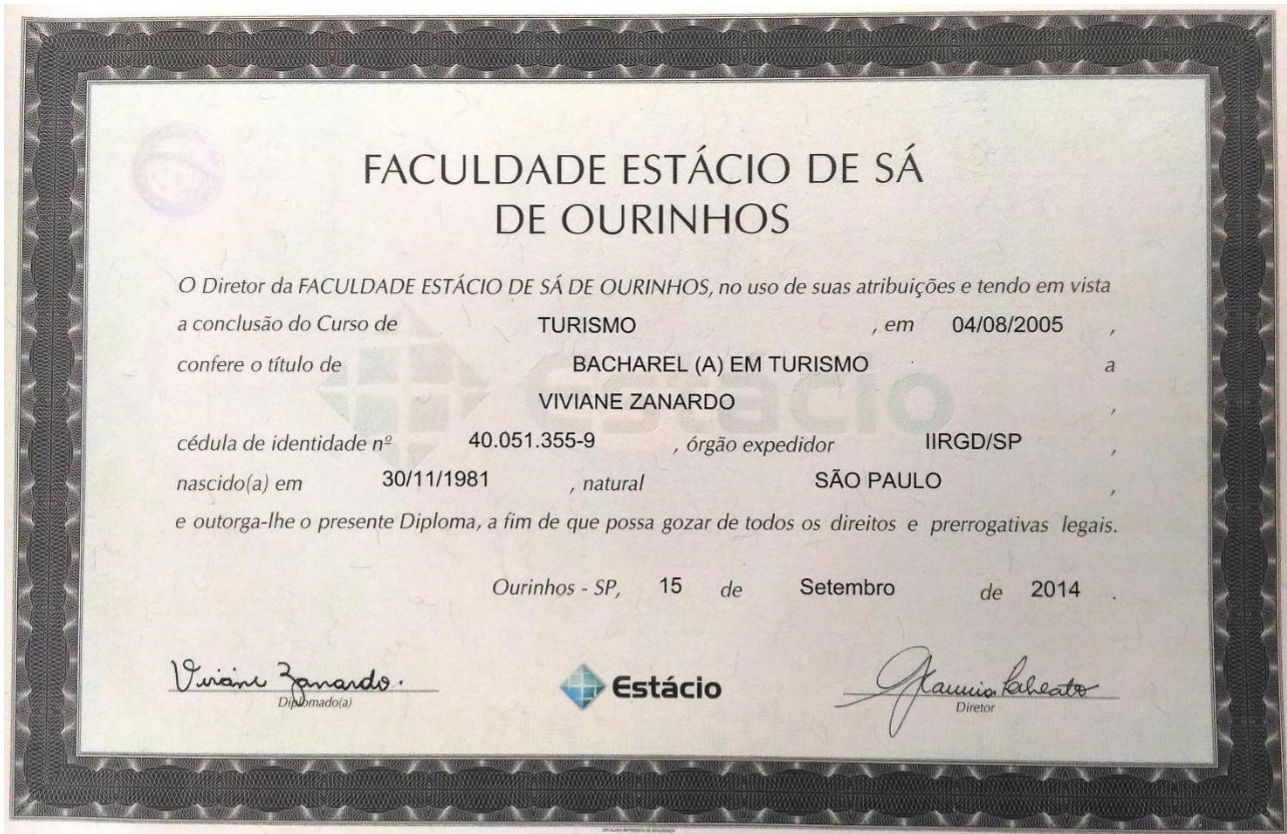 FACULDADE ESTÁCIO DE SÁ
DE OURINHOS
O Diretor da FACULDADE ESTÁCIO DE SÁ DE OURINHOS, no uso de suas atribuições e tendo em vista
a conclusão do Curso de TURISMO , em 04/08/2005 ,
confere o título de BACHAREL (A) EM TURISMO a
VIVIANE ZANARDO ,
cédula de identidade nº 40.051.355-9 , órgão expedidor IIRGD/SP ,
nascido(a) em 30/11/1981 , natural SÃO PAULO ,
e outorga-lhe o presente Diploma, a fim de que possa gozar de todos os direitos e prerrogativas legais.
Ourinhos - SP, 15 de Setembro de 2014 .
Viviane Zanardo.
Diplomado(a)
Estácio
Diretor